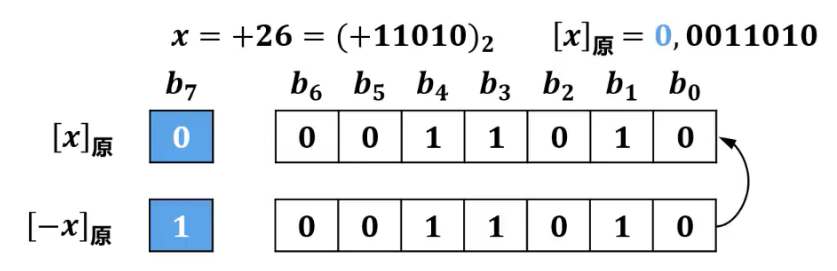 x = +26 = (+11010)₂ [x]原 = 0,0011010
b₇ b₆ b₅ b₄ b₃ b₂ b₁ b₀
[x]原 0 0 0 1 1 0 1 0
[−x]原 1 0 0 1 1 0 1 0